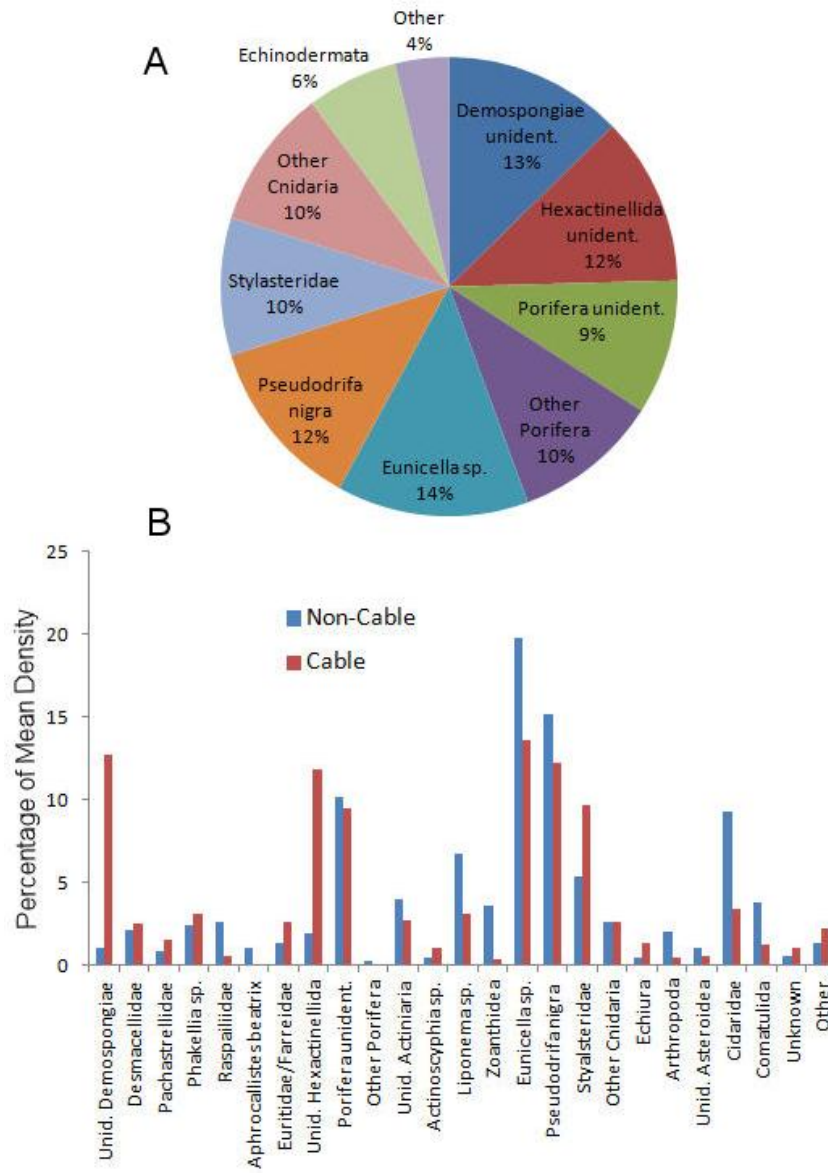 A
Other
4%
Echinodermata
6%
Demospongiae
unident.
13%
Other
Cnidaria
10%
Hexactinellida
unident.
12%
Stylasteridae
10%
Porifera unident.
9%
Pseudodrifa
nigra
12%
Other
Porifera
10%
Eunicella sp.
14%
B
Percentage of Mean Density
25
20
15
10
5
0
Non-Cable
Cable
Unid. Demospongiae
Desmacellidae
Pachastrellidae
Phakellia sp.
Raspailiidae
Aphrocallistes beatrix
Euritidae/Farreidae
Unid. Hexactinellida
Porifera unident.
Other Porifera
Unid. Actiniaria
Actinoscyphia sp.
Liponema sp.
Zoanthidea
Eunicella sp.
Pseudodrifa nigra
Styalsteridae
Other Cnidaria
Echiura
Arthropoda
Unid. Asteroidea
Cidaridae
Comatulida
Unknown
Other